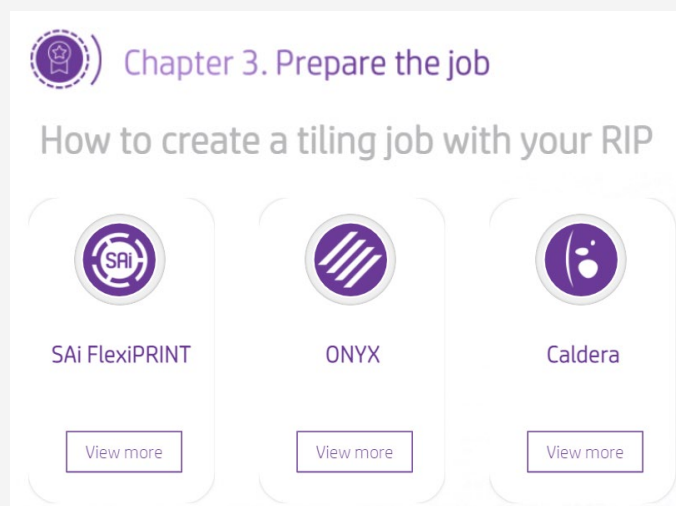 Chapter 3. Prepare the job
How to create a tiling job with your RIP
SAi
SAi FlexiPRINT
ONYX
Caldera
View more
View more
View more